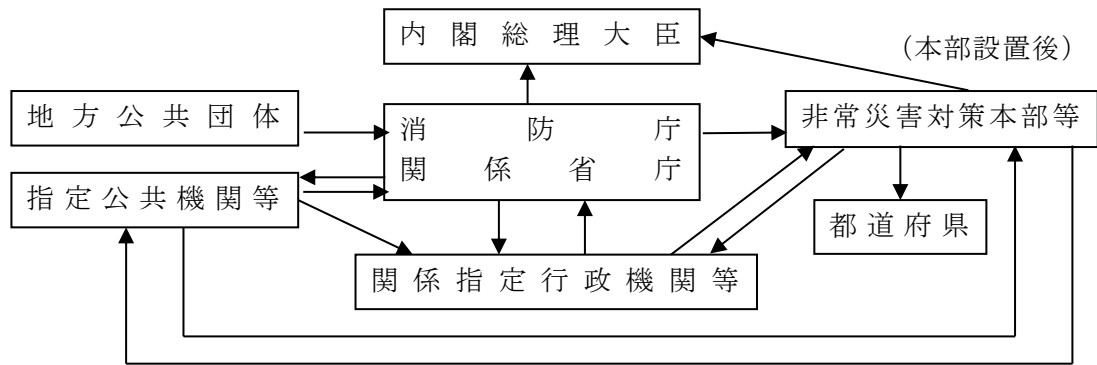 内閣総理大臣
（本部設置後）
地方公共団体
消防庁
関係省庁
非常災害対策本部等
指定公共機関等
都道府県
関係指定行政機関等